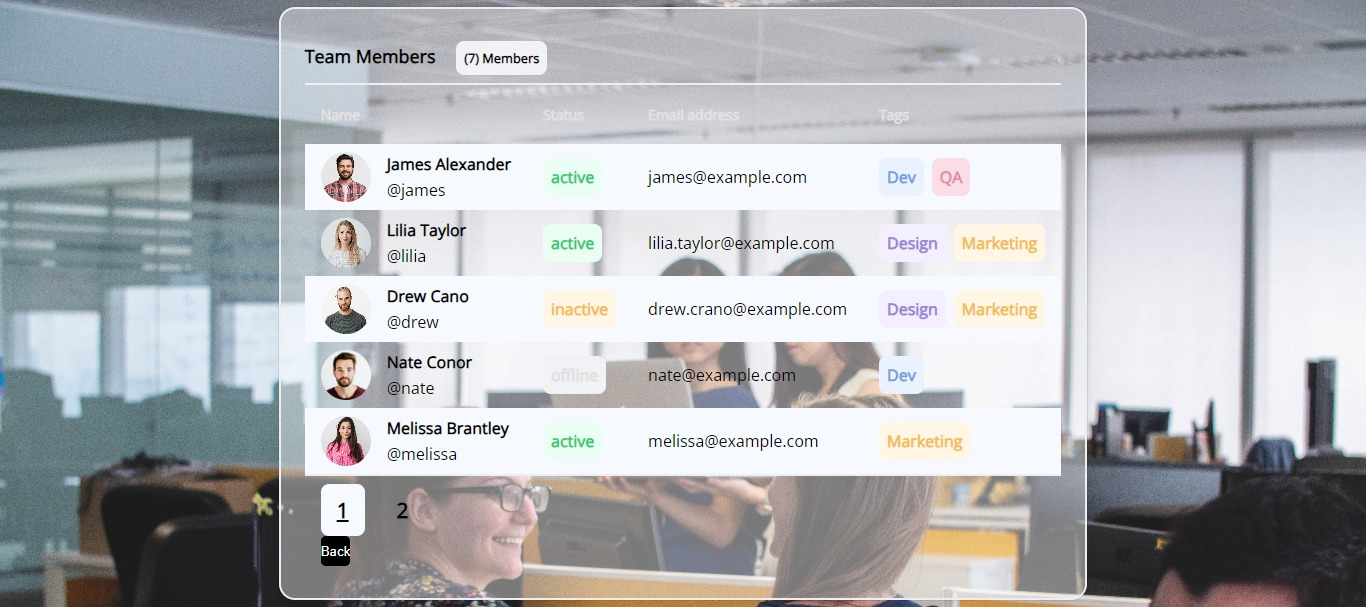 Team Members (7) Members
Name Status Email address Tags
James Alexander
@james
active james@example.com Dev QA
Lilia Taylor
@lilia
active lilia.taylor@example.com Design Marketing
Drew Cano
@drew
inactive drew.crano@example.com Design Marketing
Nate Conor
@nate
offline nate@example.com Dev
Melissa Brantley
@melissa
active melissa@example.com Marketing
1 2
Back